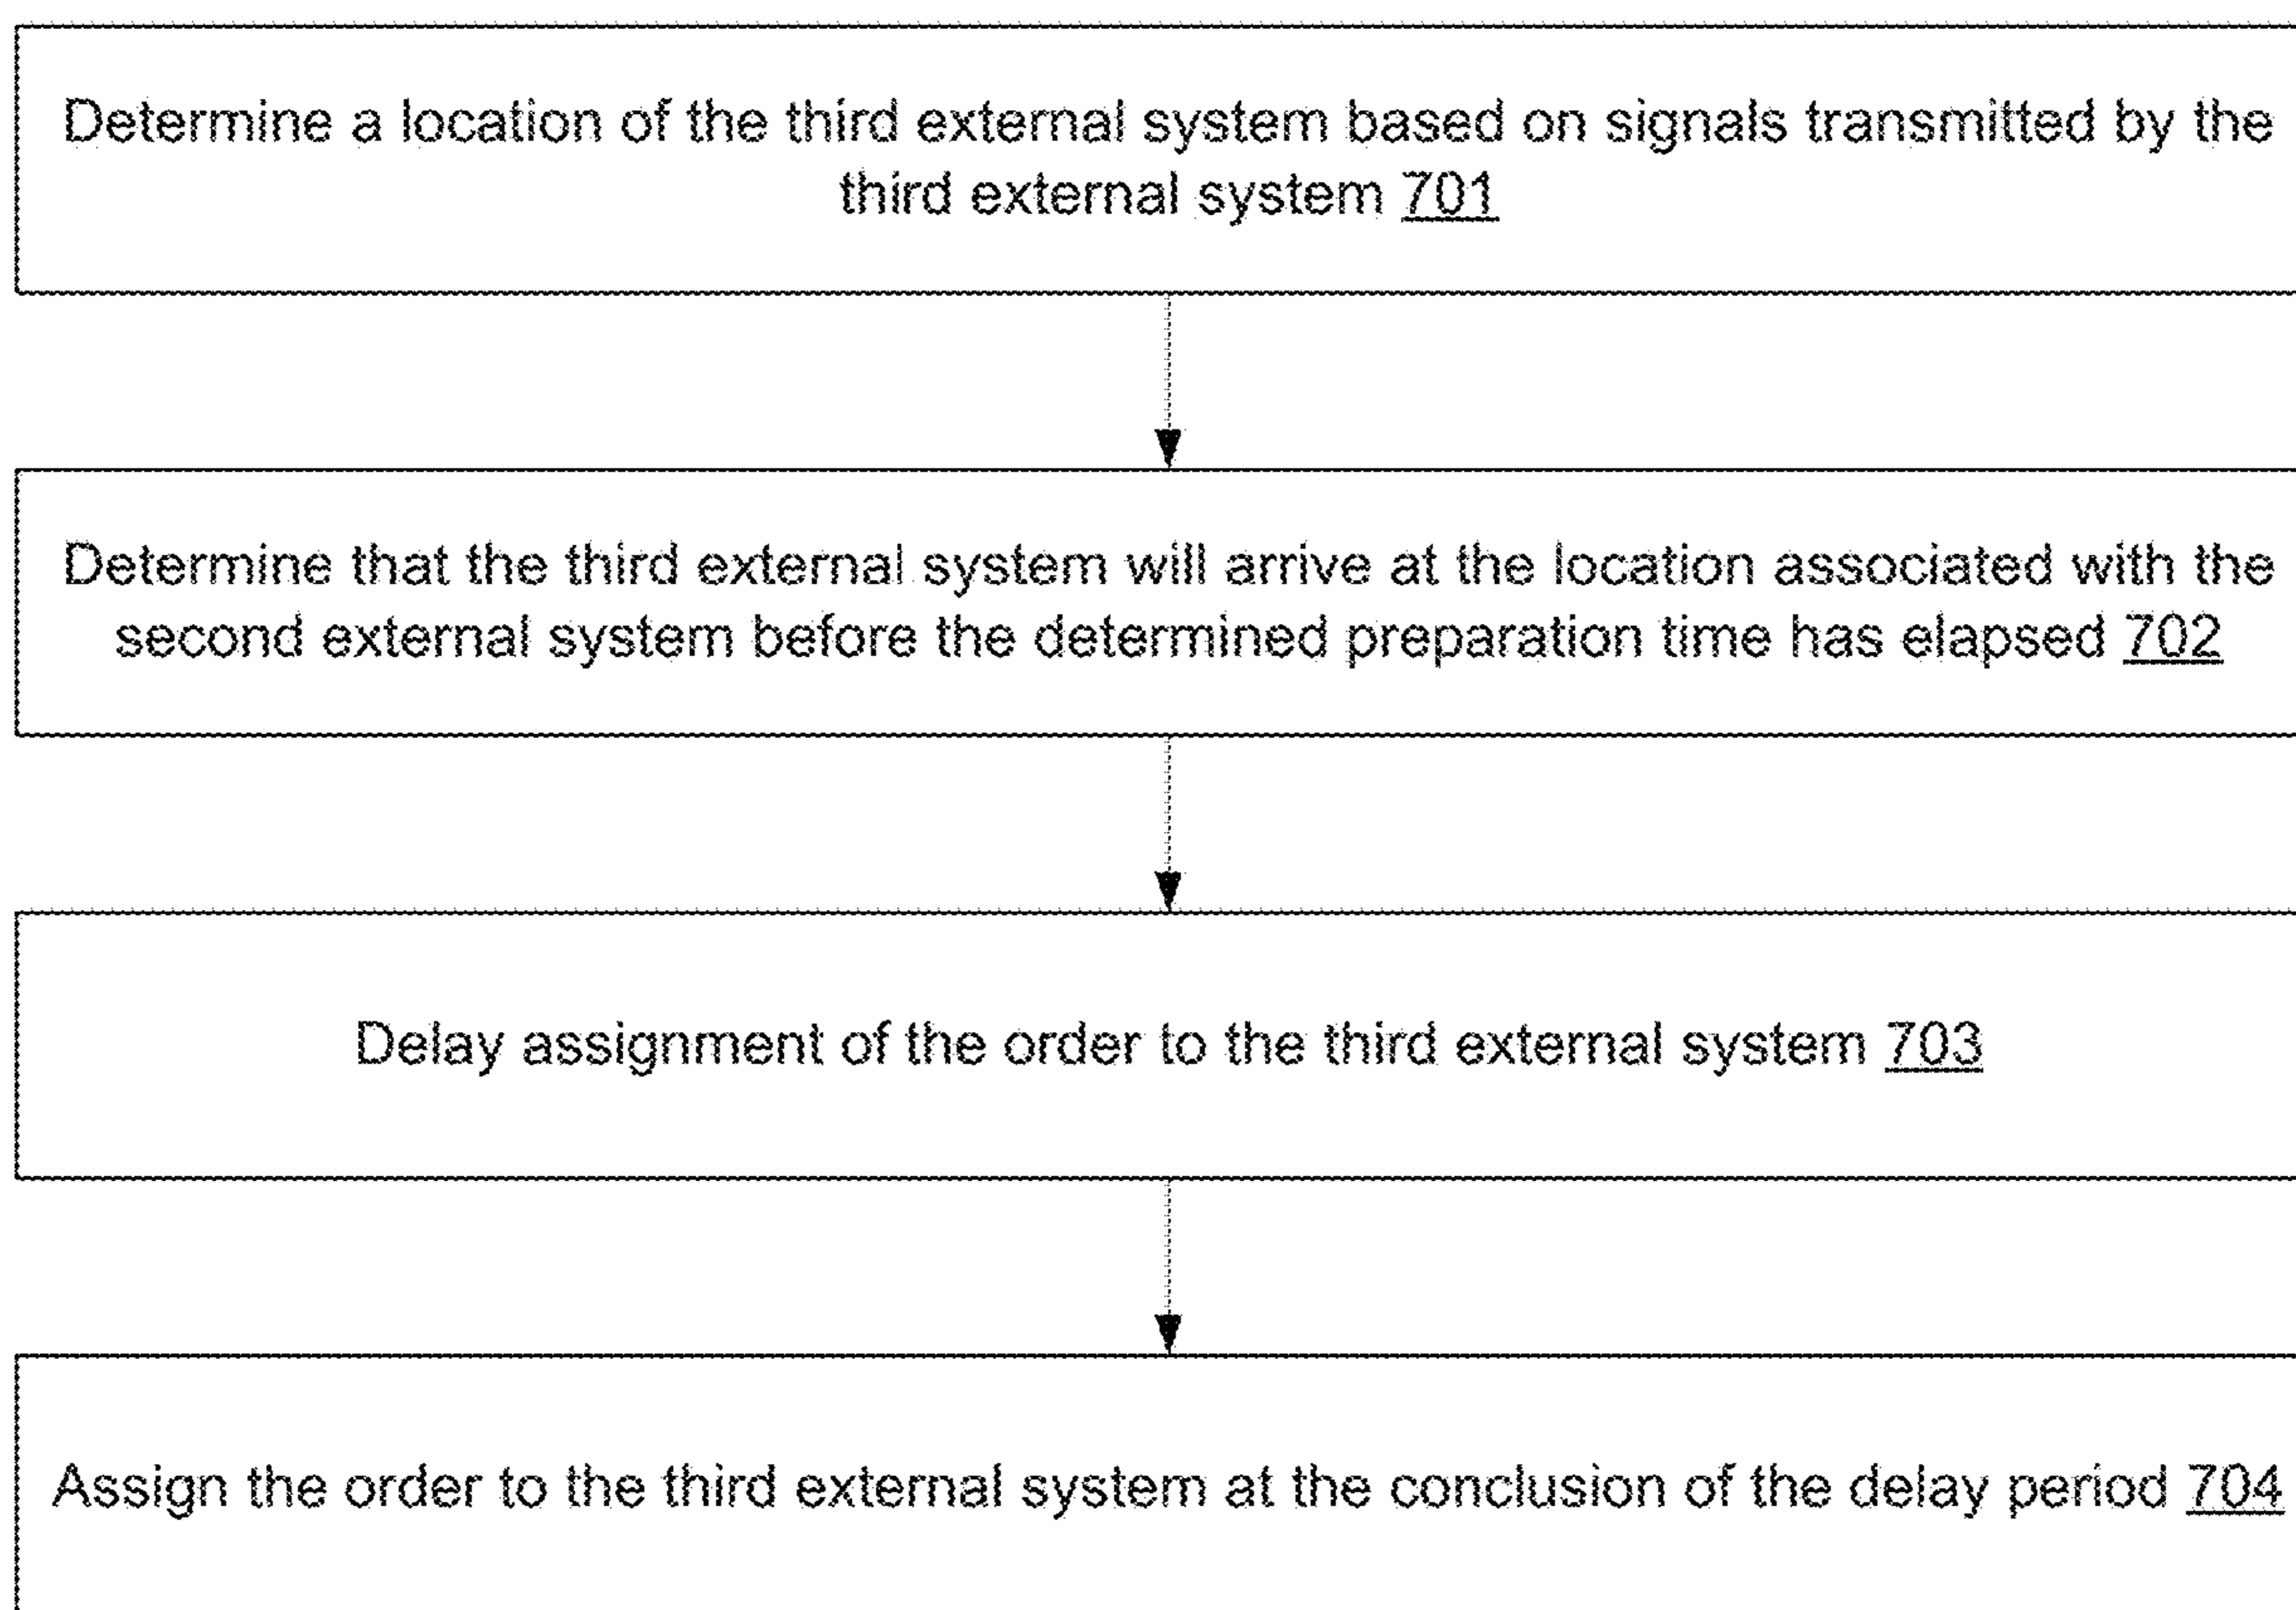 Determine a location of the third external system based on signals transmitted by the
third external system 701
Determine that the third external system will arrive at the location associated with the
second external system before the determined preparation time has elapsed 702
Delay assignment of the order to the third external system 703
Assign the order to the third external system at the conclusion of the delay period 704